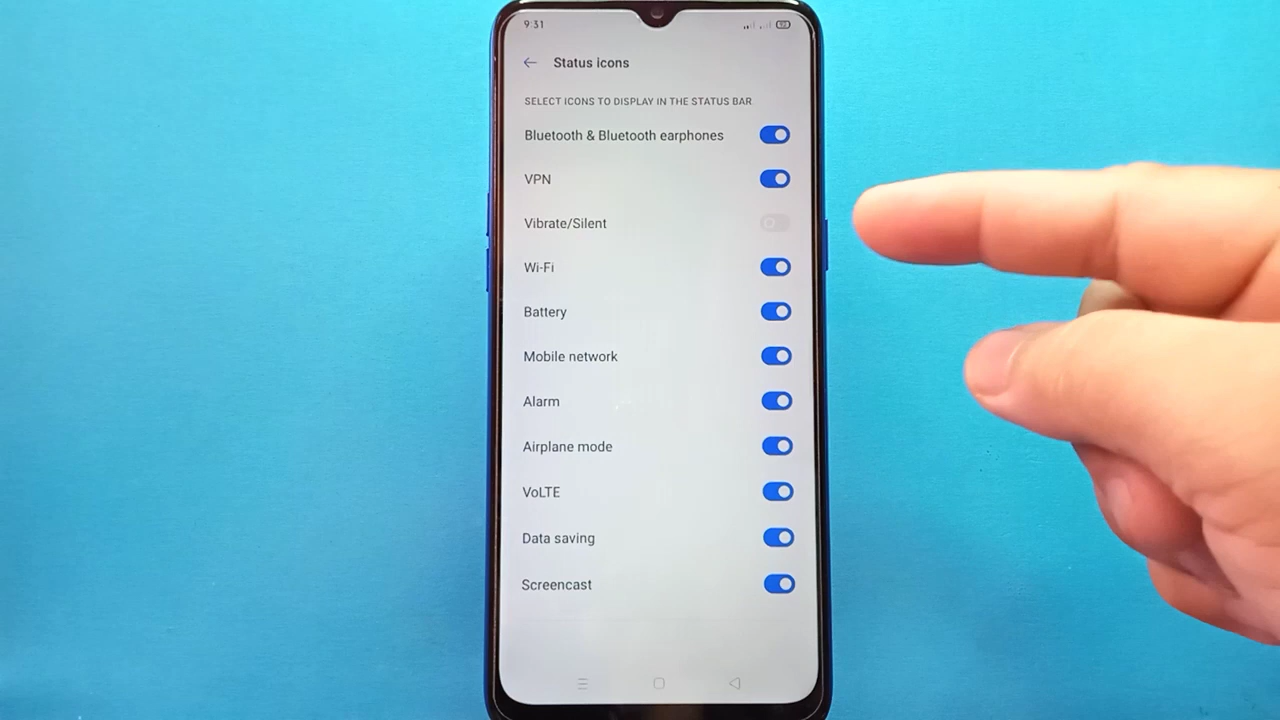 9:31
Status icons
SELECT ICONS TO DISPLAY IN THE STATUS BAR
Bluetooth & Bluetooth earphones
VPN
Vibrate/Silent
Wi-Fi
Battery
Mobile network
Alarm
Airplane mode
VoLTE
Data saving
Screencast